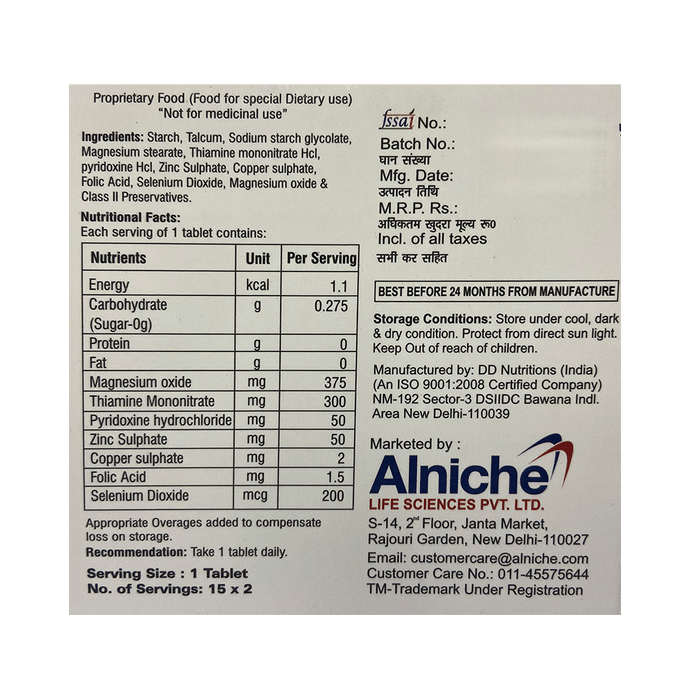 Proprietary Food (Food for special Dietary use)
"Not for medicinal use"
Ingredients: Starch, Talcum, Sodium starch glycolate,
Magnesium stearate, Thiamine mononitrate Hcl,
pyridoxine Hcl, Zinc Sulphate, Copper sulphate,
Folic Acid, Selenium Dioxide, Magnesium oxide &
Class II Preservatives.
Nutritional Facts:
Each serving of 1 tablet contains:
Nutrients Unit Per Serving
Energy kcal 1.1
Carbohydrate g 0.275
(Sugar-0g)
Protein g 0
Fat g 0
Magnesium oxide mg 375
Thiamine Mononitrate mg 300
Pyridoxine hydrochloride mg 50
Zinc Sulphate mg 50
Copper sulphate mg 2
Folic Acid mg 1.5
Selenium Dioxide mcg 200
Appropriate Overages added to compensate
loss on storage.
Recommendation: Take 1 tablet daily.
Serving Size : 1 Tablet
No. of Servings: 15 x 2
fssai No.:
Batch No.:
घान संख्या
Mfg. Date:
उत्पादन तिथि
M.R.P. Rs.:
अधिकतम खुदरा मूल्य रू0
Incl. of all taxes
सभी कर सहित
BEST BEFORE 24 MONTHS FROM MANUFACTURE
Storage Conditions: Store under cool, dark
& dry condition. Protect from direct sun light.
Keep Out of reach of children.
Manufactured by: DD Nutritions (India)
(An ISO 9001:2008 Certified Company)
NM-192 Sector-3 DSIIDC Bawana Indl.
Area New Delhi-110039
Marketed by :
Alniche
LIFE SCIENCES PVT. LTD.
S-14, 2nd Floor, Janta Market,
Rajouri Garden, New Delhi-110027
Email: customercare@alniche.com
Customer Care No.: 011-45575644
TM-Trademark Under Registration